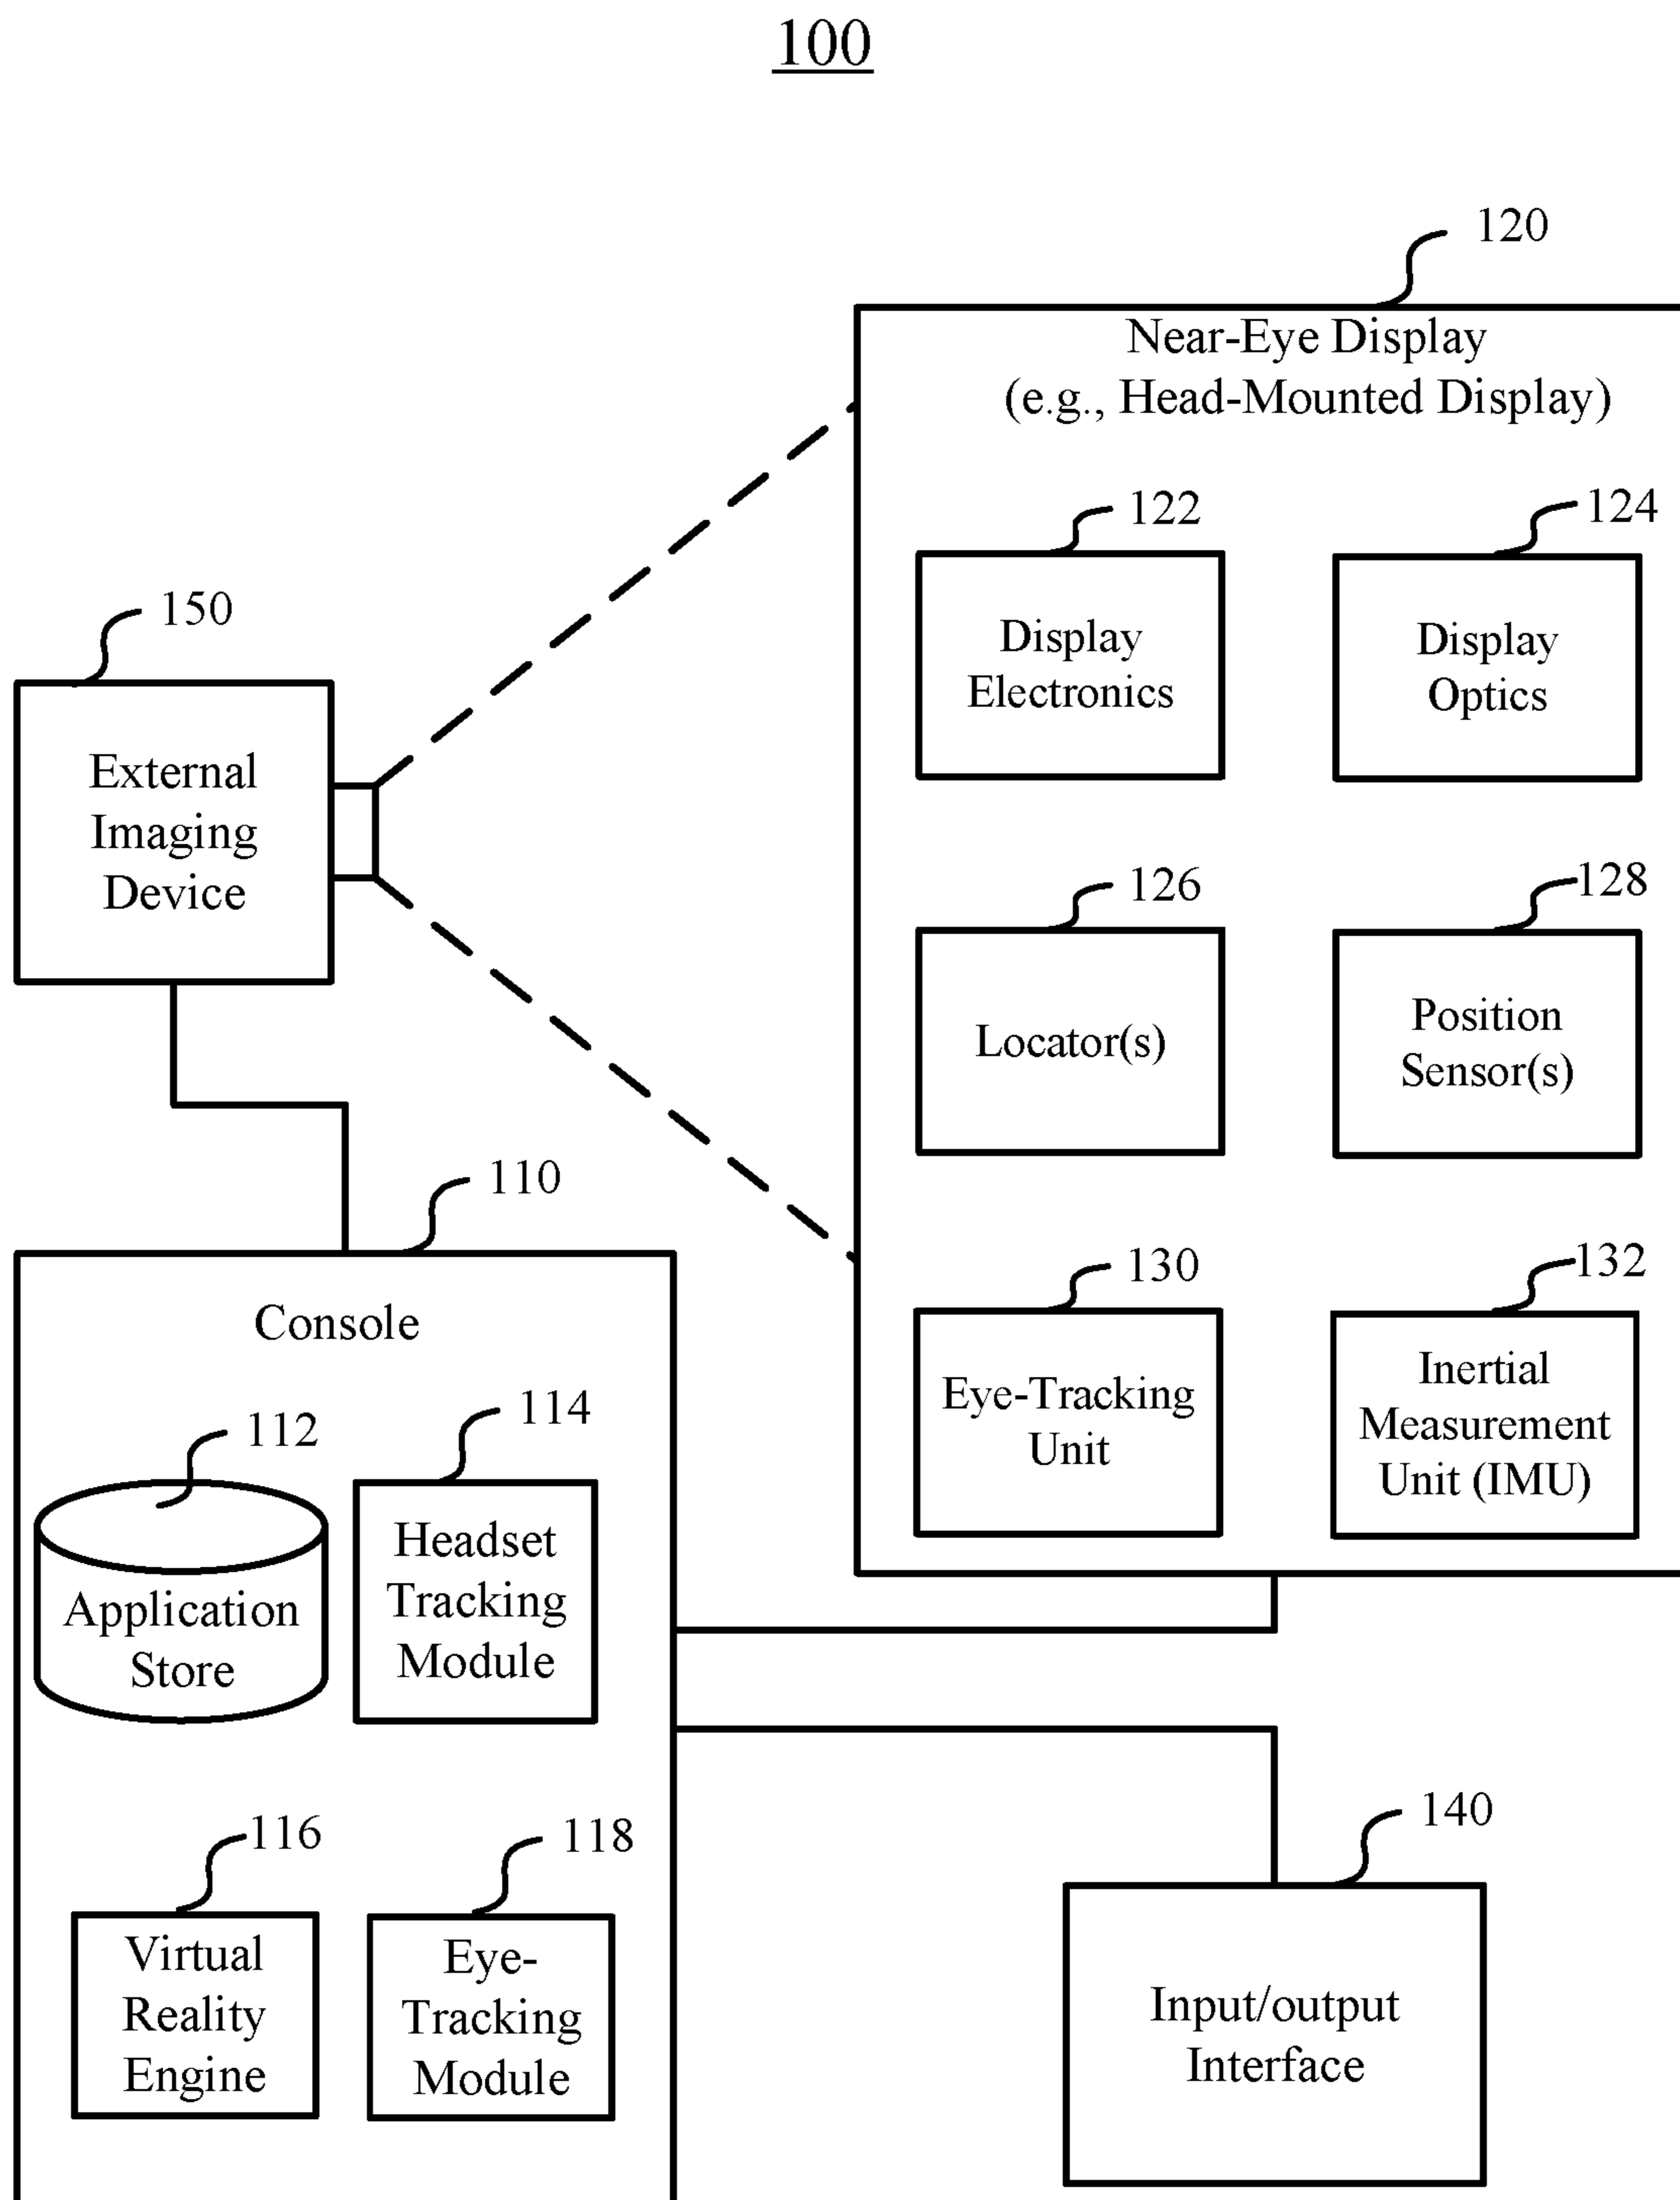 100
120
Near-Eye Display
(e.g., Head-Mounted Display)
122
124
Display
Electronics
Display
Optics
150
External
Imaging
Device
126
128
Locator(s)
Position
Sensor(s)
110
130
132
Console
Eye-Tracking
Unit
Inertial
Measurement
Unit (IMU)
112
114
Application
Store
Headset
Tracking
Module
116
118
140
Virtual
Reality
Engine
Eye-
Tracking
Module
Input/output
Interface